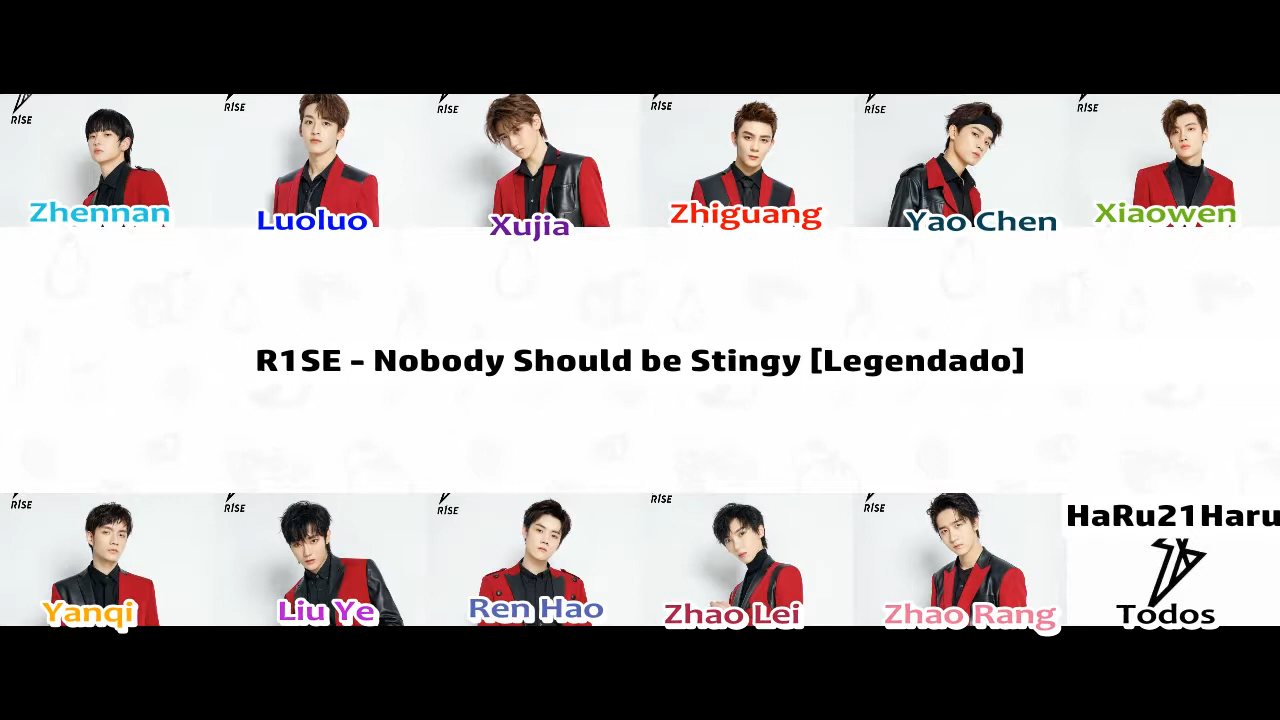 R1SE
R1SE
R1SE
R1SE
R1SE
R1SE
Zhennan
Luoluo
Xujia
Zhiguang
Yao Chen
Xiaowen
R1SE - Nobody Should be Stingy [Legendado]
R1SE
R1SE
R1SE
R1SE
R1SE
HaRu21Haru
Yanqi
Liu Ye
Ren Hao
Zhao Lei
Zhao Rang
Todos